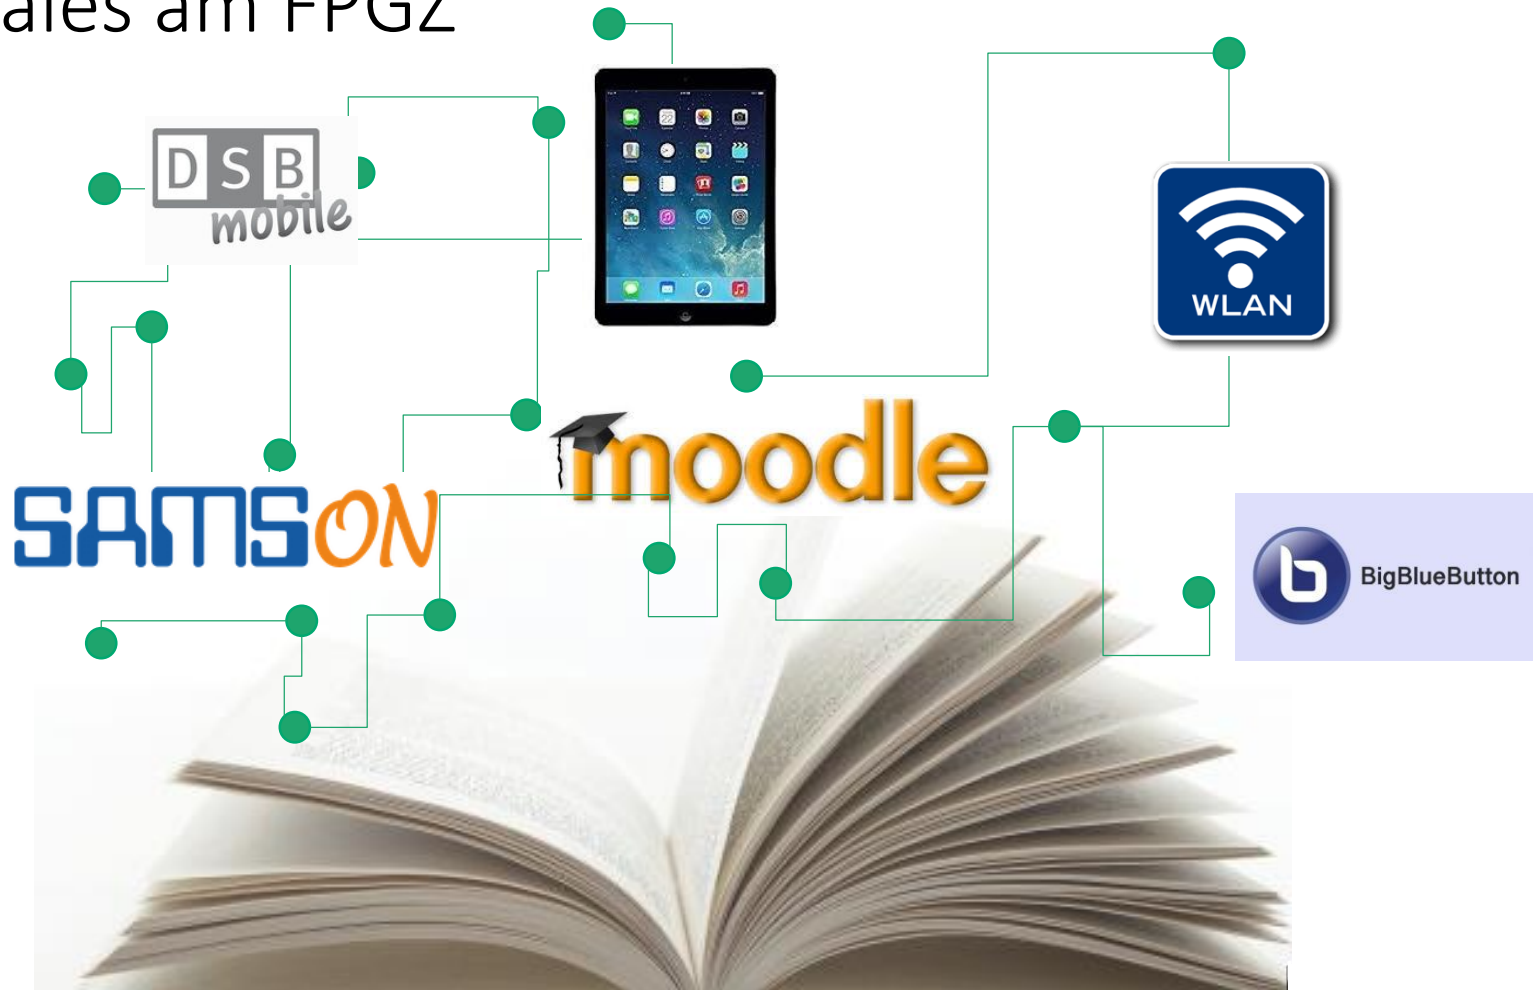 ales am FPGZ
DSB
mobile
WLAN
moodle
SAMSON
BigBlueButton